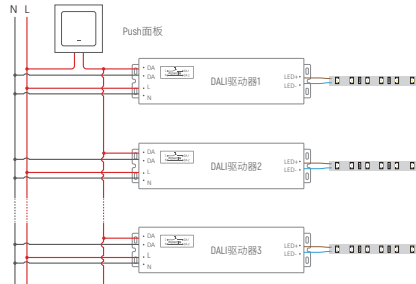 N L
Push面板
DA
DA
L
N
DALI驱动器1
LED+
LED-
DA
DA
L
N
DALI驱动器2
LED+
LED-
DA
DA
L
N
DALI驱动器3
LED+
LED-